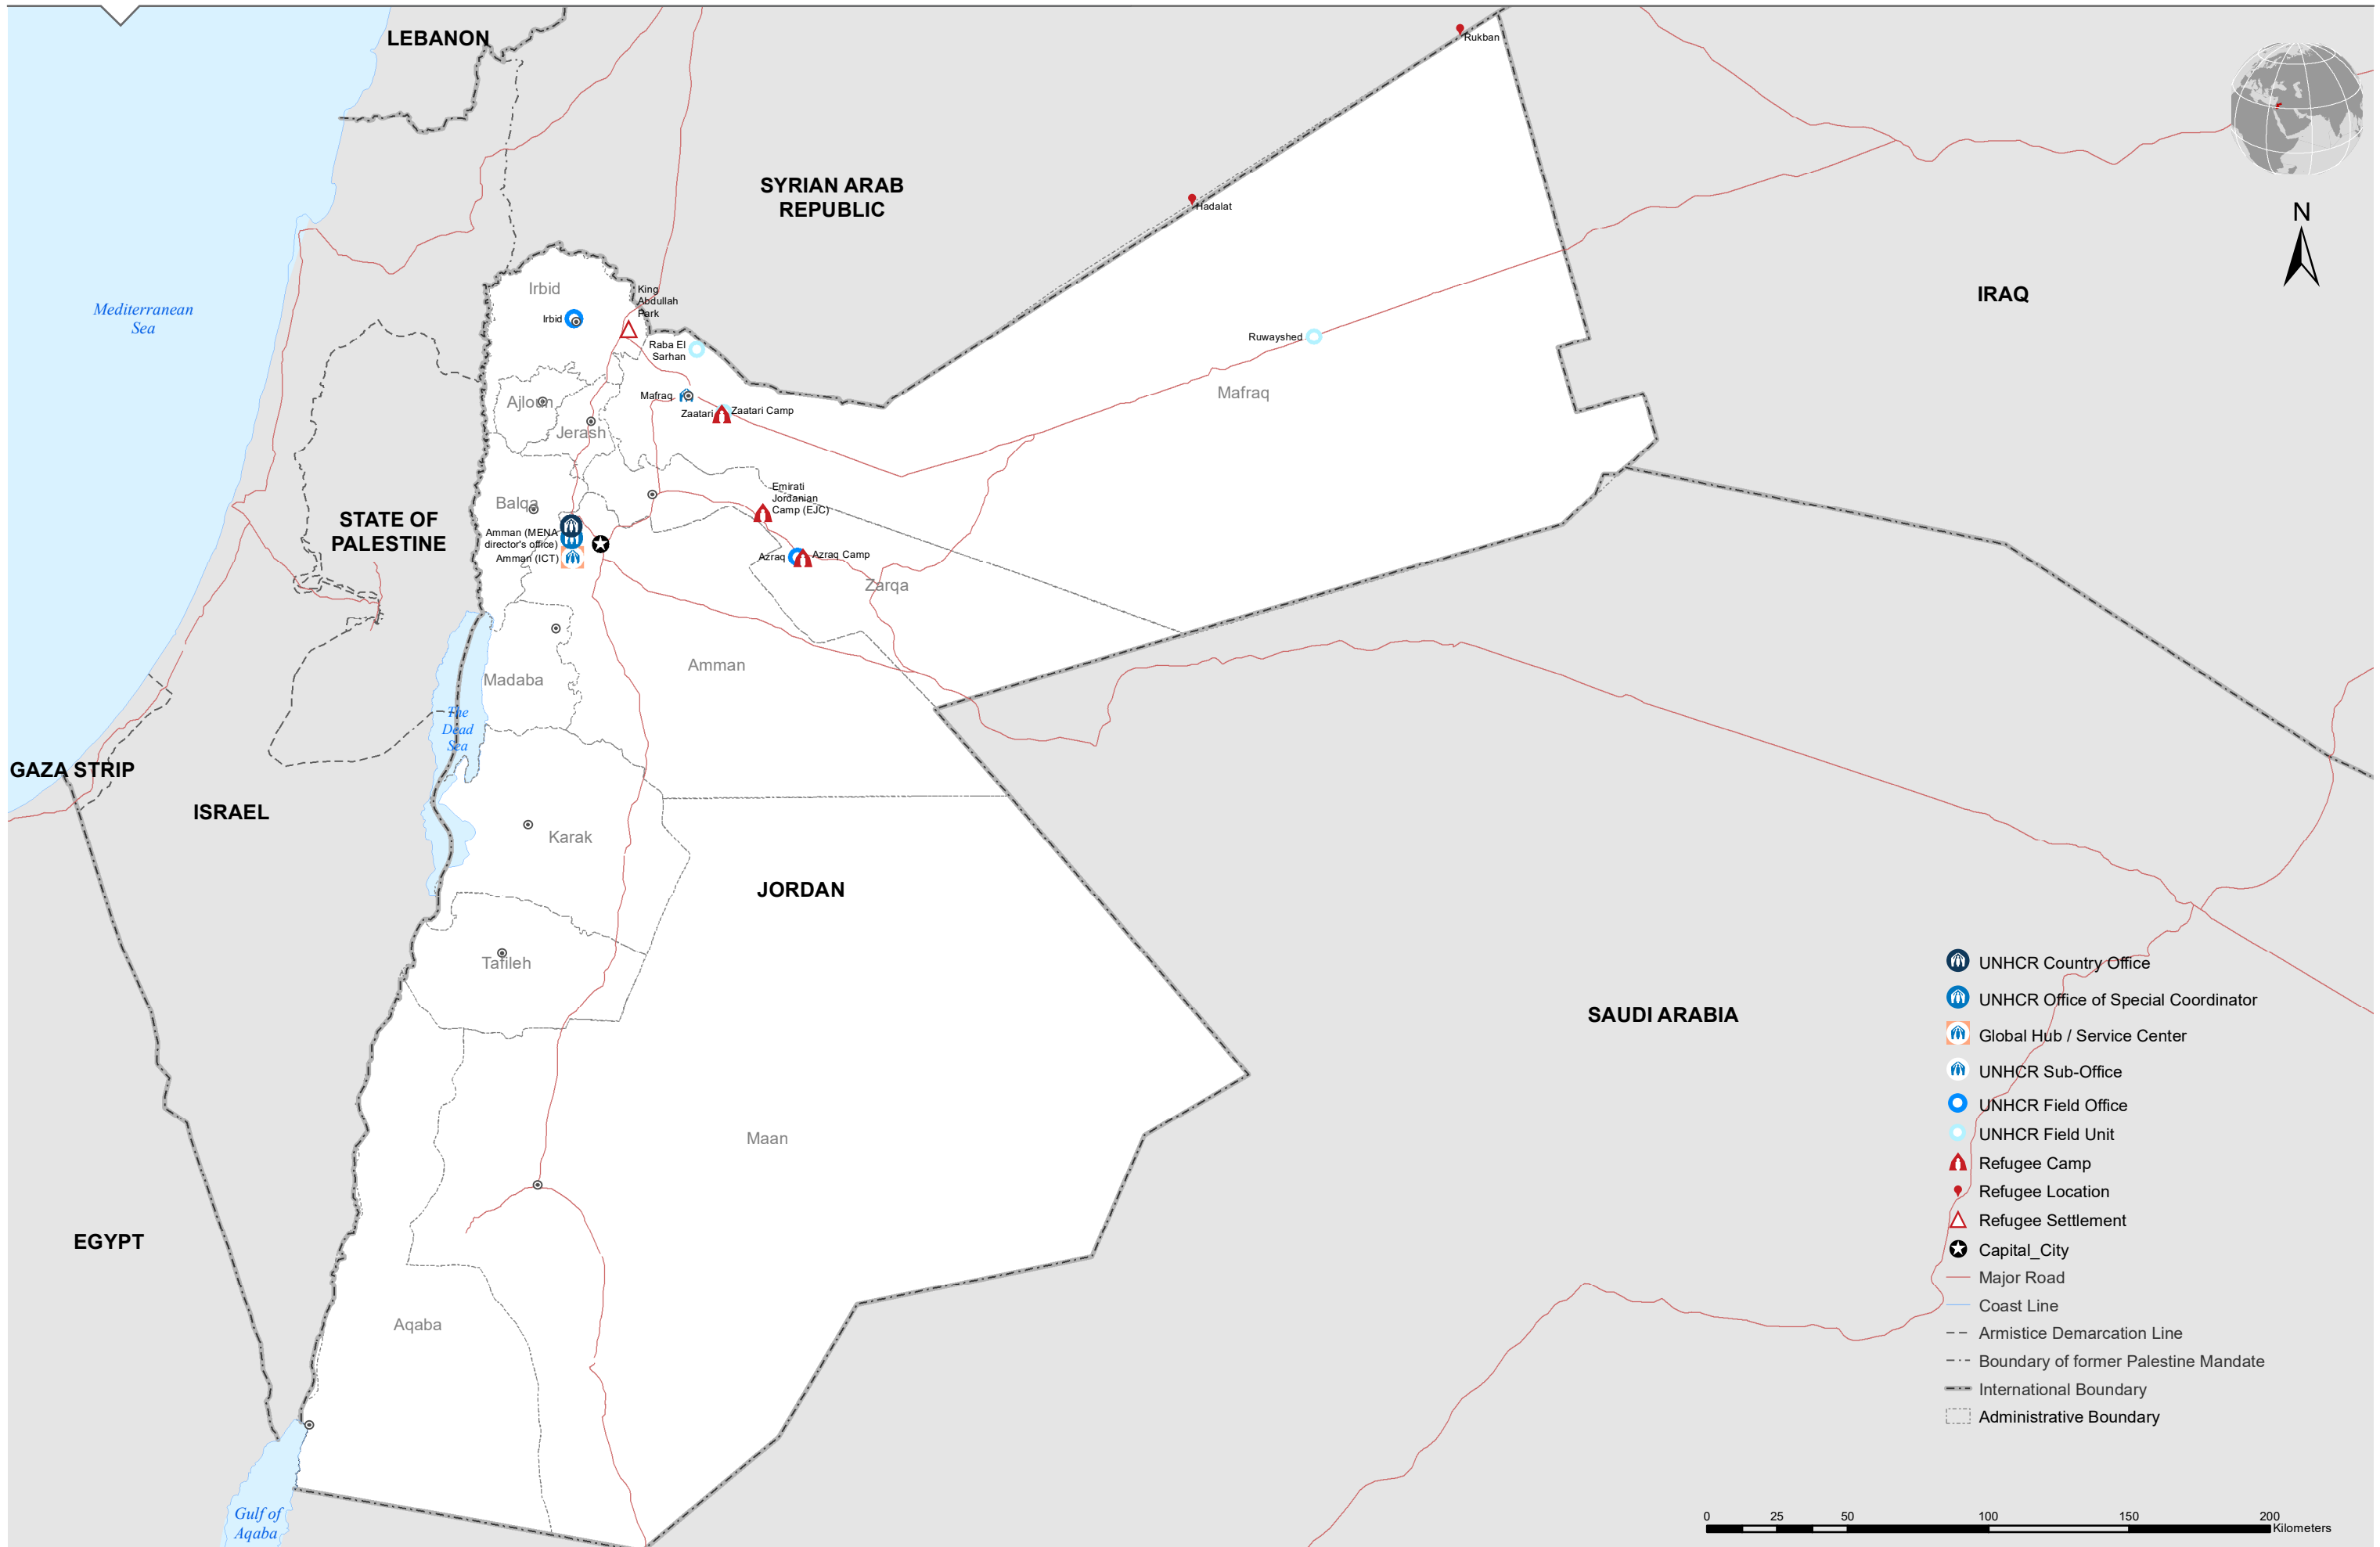 LEBANON
Rukban
SYRIAN ARAB
REPUBLIC
Hadalat
N
IRAQ
Mediterranean
Sea
Irbid
King
Abdullah
Park
Irbid
Raba El
Sarhan
Ruwayshed
Mafraq
Mafraq
Ajloun
Zaatari
Zaatari Camp
Jerash
Emirati
Jordanian
Camp (EJC)
Balqa
STATE OF
PALESTINE
Amman (MENA
director's office)
Amman (ICT)
Azraq
Azraq Camp
Zarqa
Amman
Madaba
The
Dead
Sea
GAZA STRIP
ISRAEL
Karak
JORDAN
Tafileh
SAUDI ARABIA
Maan
EGYPT
Aqaba
Gulf of
Aqaba
UNHCR Country Office
UNHCR Office of Special Coordinator
Global Hub / Service Center
UNHCR Sub-Office
UNHCR Field Office
UNHCR Field Unit
Refugee Camp
Refugee Location
Refugee Settlement
Capital_City
Major Road
Coast Line
Armistice Demarcation Line
Boundary of former Palestine Mandate
International Boundary
Administrative Boundary
0 25 50 100 150 200
Kilometers